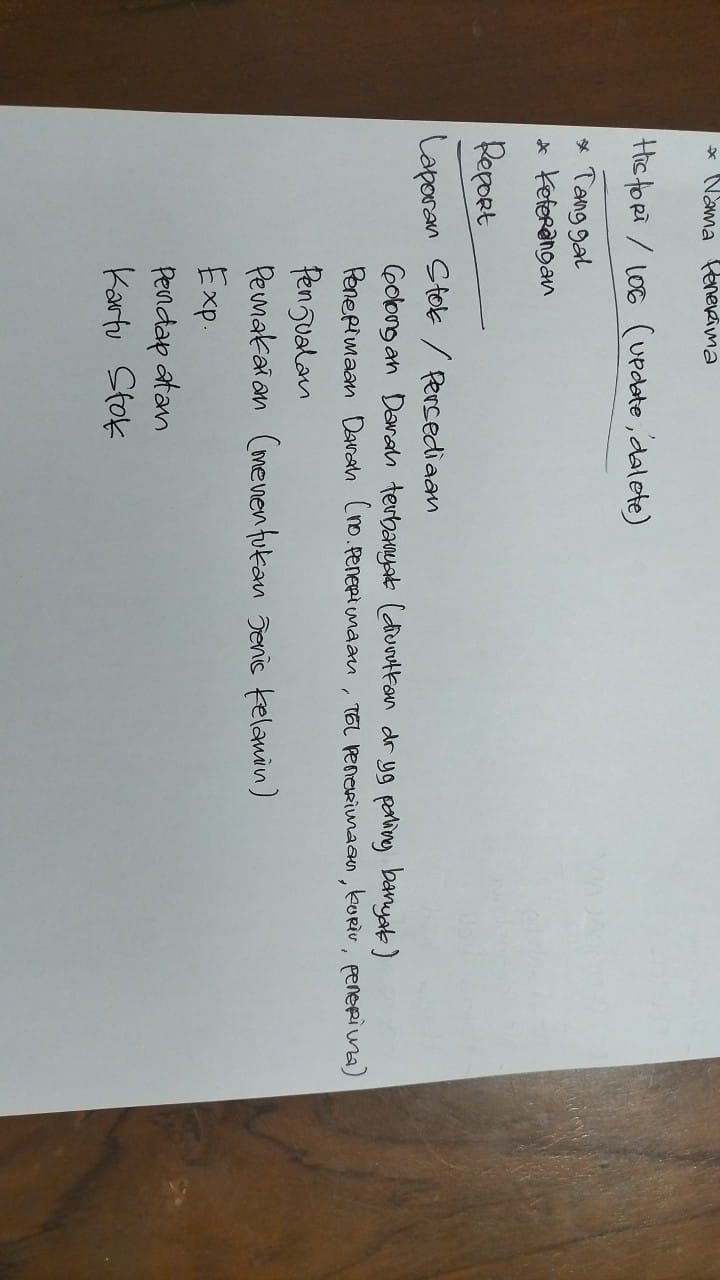 * Nama Penerima
Histori / LOG (update, dalete)
* Tanggal
* Keterangan
Report
Laporan Stok / Persediaan
Golongan Darah terbanyak (diurutkan dr yg paling banyak)
Penerimaan Darah (no. penerimaan, TGL penerimaan, kurir, penerima)
Penjualan
Pemakaian (menentukan jenis kelamin)
Exp.
Pendapatan
Kartu Stok